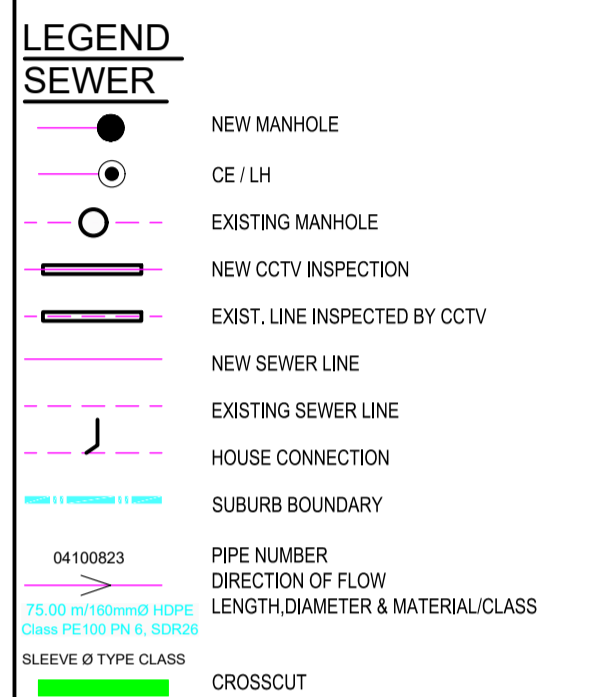 LEGEND
SEWER
NEW MANHOLE
CE / LH
EXISTING MANHOLE
NEW CCTV INSPECTION
EXIST. LINE INSPECTED BY CCTV
NEW SEWER LINE
EXISTING SEWER LINE
HOUSE CONNECTION
SUBURB BOUNDARY
04100823 PIPE NUMBER
DIRECTION OF FLOW
75.00 m/160mmØ HDPE LENGTH,DIAMETER & MATERIAL/CLASS
Class PE100 PN 6, SDR26
SLEEVE Ø TYPE CLASS
CROSSCUT